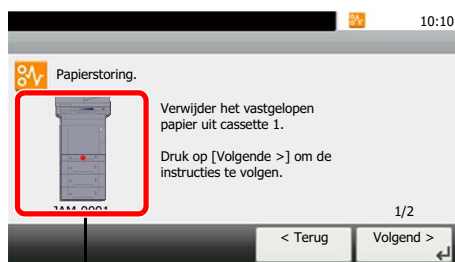 10:10
Papierstoring.
Verwijder het vastgelopen
papier uit cassette 1.
Druk op [Volgende >] om de
instructies te volgen.
JAM 0001
1/2
< Terug
Volgend >